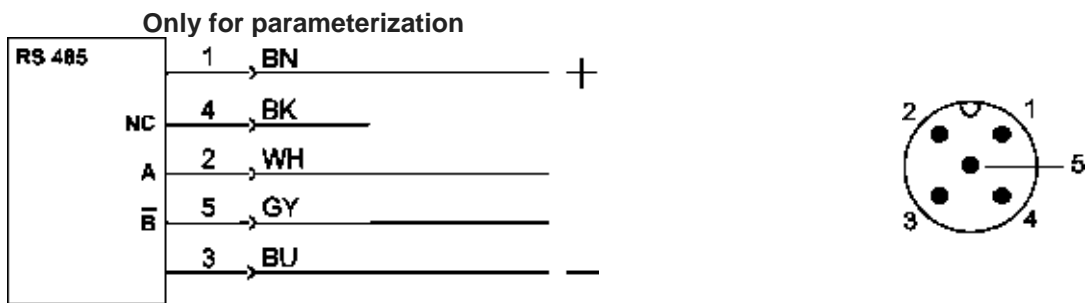 Only for parameterization
RS 485
1 BN +
NC 4 BK
A 2 WH
B̅ 5 GY
3 BU —
2 1
5
3 4